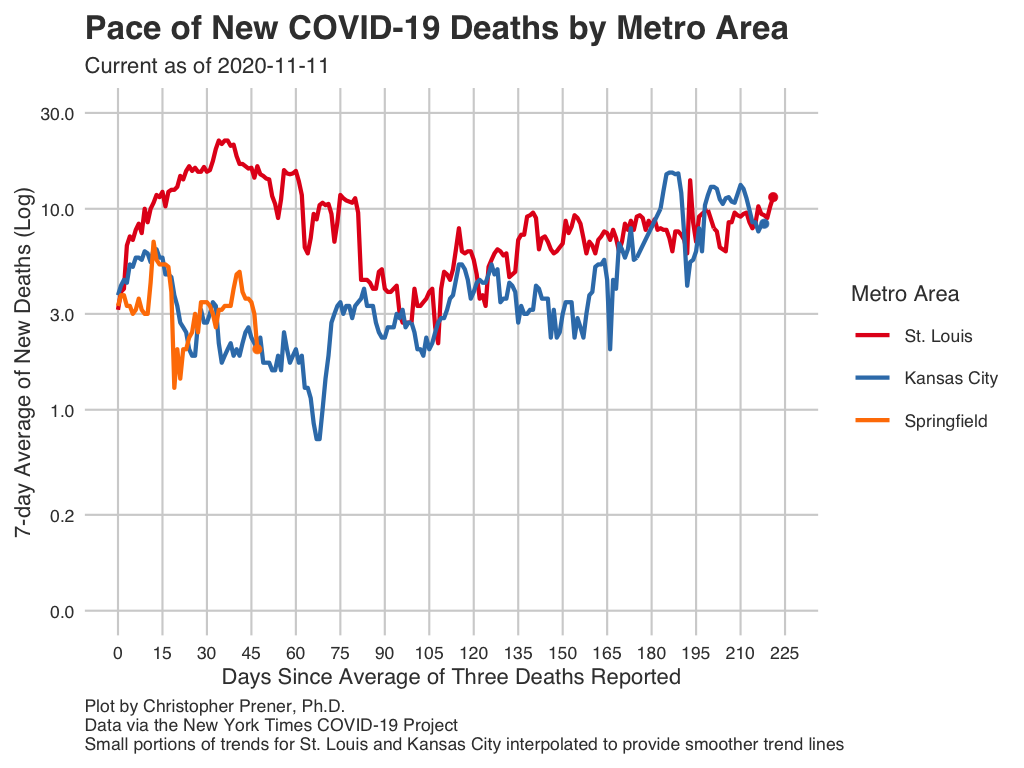 Pace of New COVID-19 Deaths by Metro Area
Current as of 2020-11-11
7-day Average of New Deaths (Log)
30.0
10.0
3.0
1.0
0.2
0.0
0 15 30 45 60 75 90 105 120 135 150 165 180 195 210 225
Days Since Average of Three Deaths Reported
Metro Area
St. Louis
Kansas City
Springfield
Plot by Christopher Prener, Ph.D.
Data via the New York Times COVID-19 Project
Small portions of trends for St. Louis and Kansas City interpolated to provide smoother trend lines